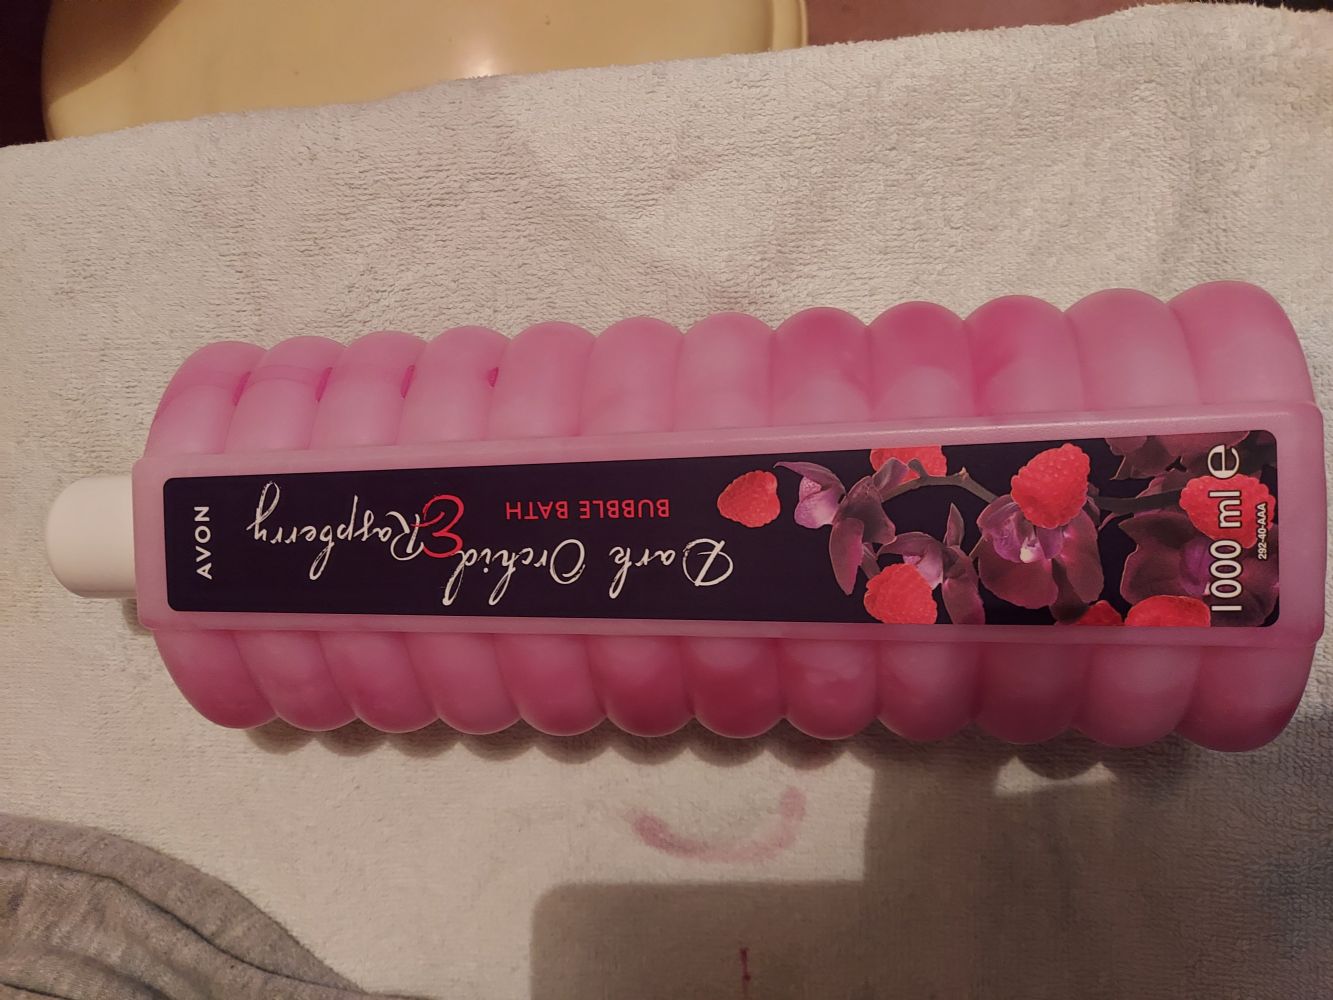 AVON
Dark Orchid
& Raspberry
BUBBLE BATH
1000 ml e
292-40-AAA